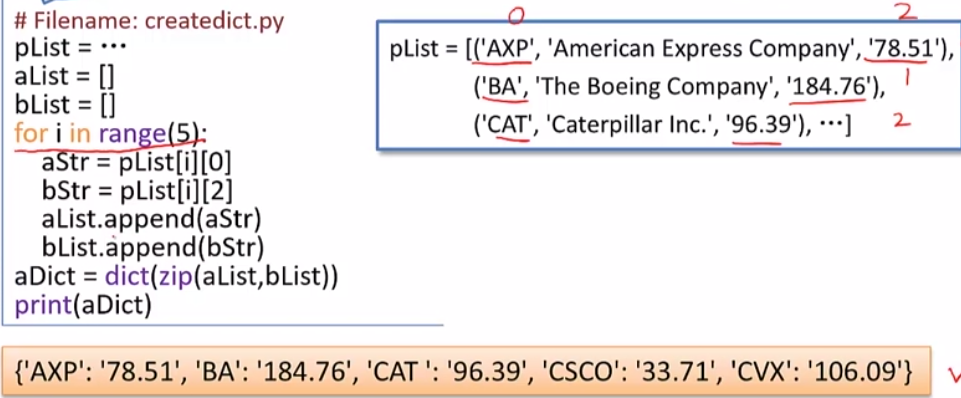 # Filename: createdict.py
pList = ···
aList = []
bList = []
for i in range(5):
aStr = pList[i][0]
bStr = pList[i][2]
aList.append(aStr)
bList.append(bStr)
aDict = dict(zip(aList,bList))
print(aDict)
0 2
pList = [('AXP', 'American Express Company', '78.51'),
('BA', 'The Boeing Company', '184.76'), 1
('CAT', 'Caterpillar Inc.', '96.39'), ···] 2
{'AXP': '78.51', 'BA': '184.76', 'CAT ': '96.39', 'CSCO': '33.71', 'CVX': '106.09'}